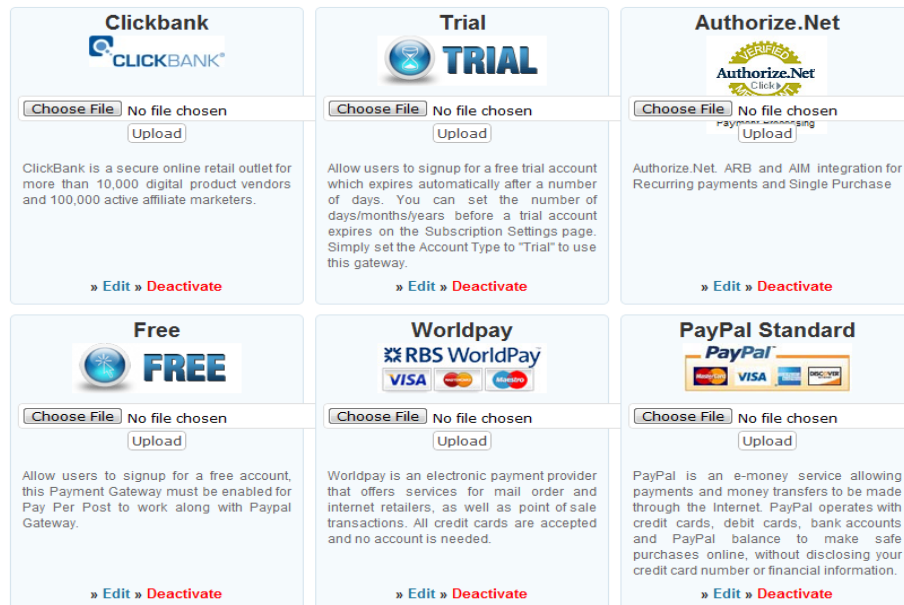 Clickbank
CLICKBANK®
Choose File No file chosen
Upload
ClickBank is a secure online retail outlet for
more than 10,000 digital product vendors
and 100,000 active affiliate marketers.
» Edit » Deactivate
Trial
TRIAL
Choose File No file chosen
Upload
Allow users to signup for a free trial account
which expires automatically after a number
of days. You can set the number of
days/months/years before a trial account
expires on the Subscription Settings page.
Simply set the Account Type to "Trial" to use
this gateway.
» Edit » Deactivate
Authorize.Net
VERIFIED
Authorize.Net
Click
Choose File No file chosen
Upload
Authorize.Net. ARB and AIM integration for
Recurring payments and Single Purchase
» Edit » Deactivate
Free
FREE
Choose File No file chosen
Upload
Allow users to signup for a free account,
this Payment Gateway must be enabled for
Pay Per Post to work along with Paypal
Gateway.
» Edit » Deactivate
Worldpay
RBS WorldPay
VISA MasterCard Maestro
Choose File No file chosen
Upload
Worldpay is an electronic payment provider
that offers services for mail order and
internet retailers, as well as point of sale
transactions. All credit cards are accepted
and no account is needed.
» Edit » Deactivate
PayPal Standard
PayPal™
MasterCard VISA DISCOVER
Choose File No file chosen
Upload
PayPal is an e-money service allowing
payments and money transfers to be made
through the Internet. PayPal operates with
credit cards, debit cards, bank accounts
and PayPal balance to make safe
purchases online, without disclosing your
credit card number or financial information.
» Edit » Deactivate